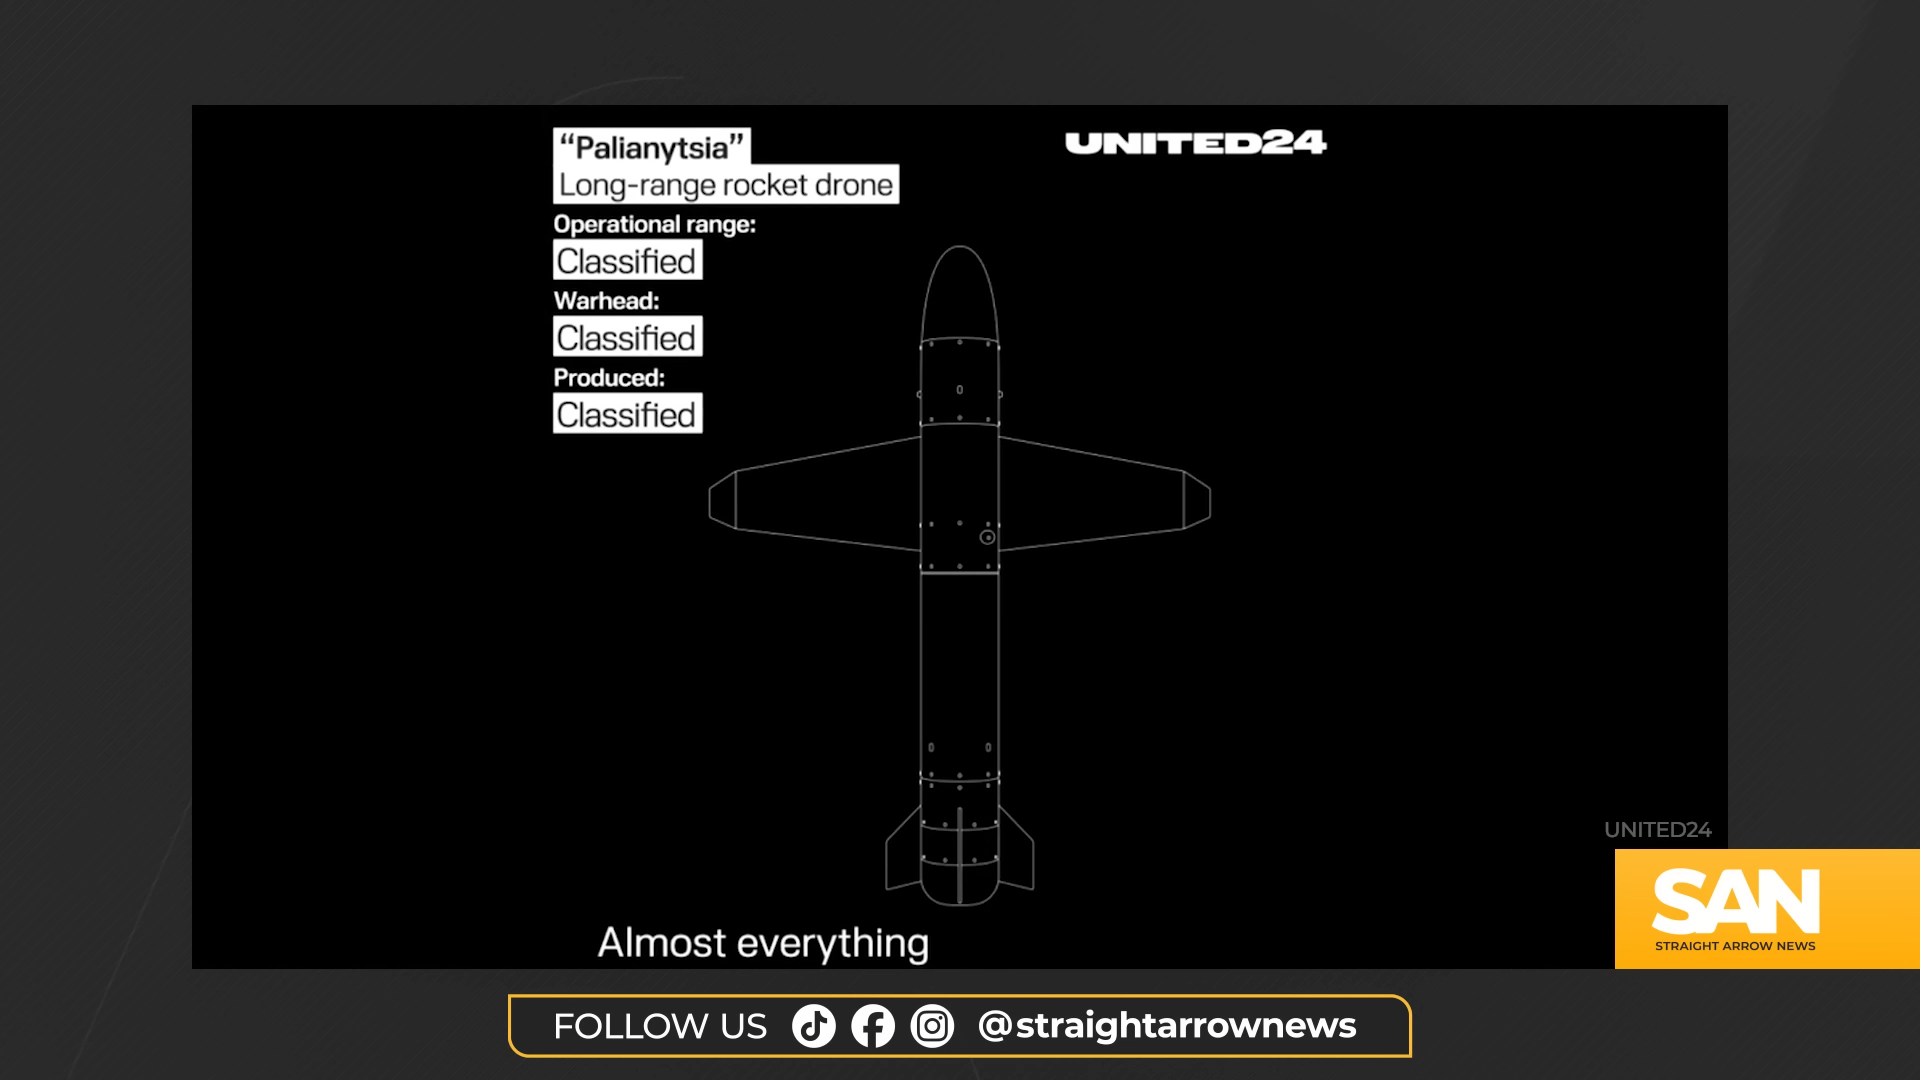 “Palianytsia”
UNITED24
Long-range rocket drone
Operational range:
Classified
Warhead:
Classified
Produced:
Classified
UNITED24
SAN
STRAIGHT ARROW NEWS
Almost everything
FOLLOW US @straightarrownews